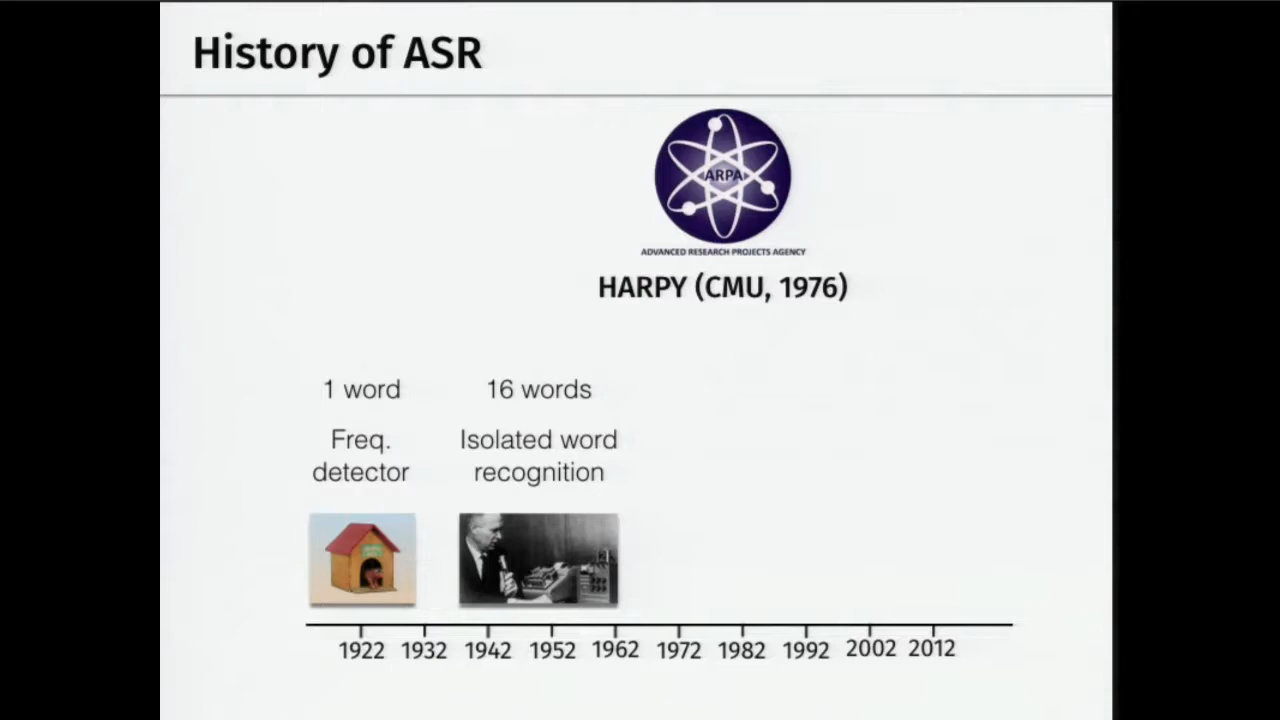 History of ASR
ARPA
ADVANCED RESEARCH PROJECTS AGENCY
HARPY (CMU, 1976)
1 word
16 words
Freq.
detector
Isolated word
recognition
1922 1932 1942 1952 1962 1972 1982 1992 2002 2012